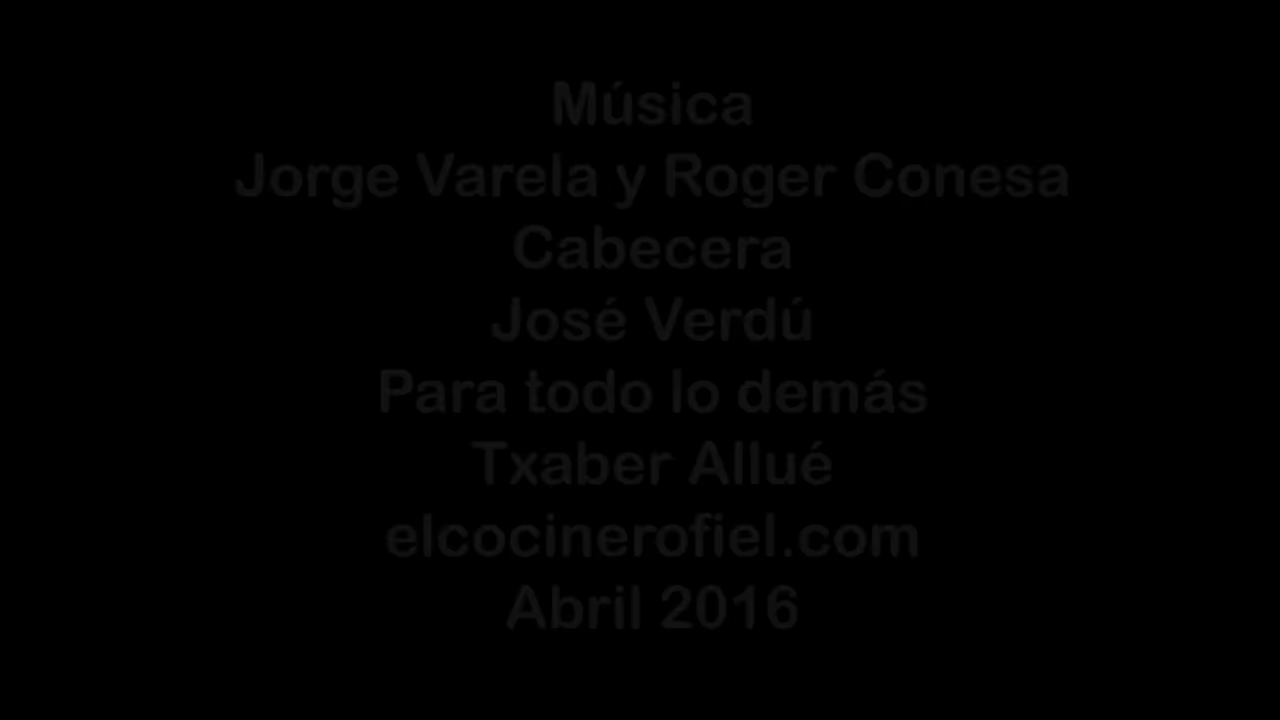 Música
Jorge Varela y Roger Conesa
Cabecera
José Verdú
Para todo lo demás
Txaber Allué
elcocinerofiel.com
Abril 2016